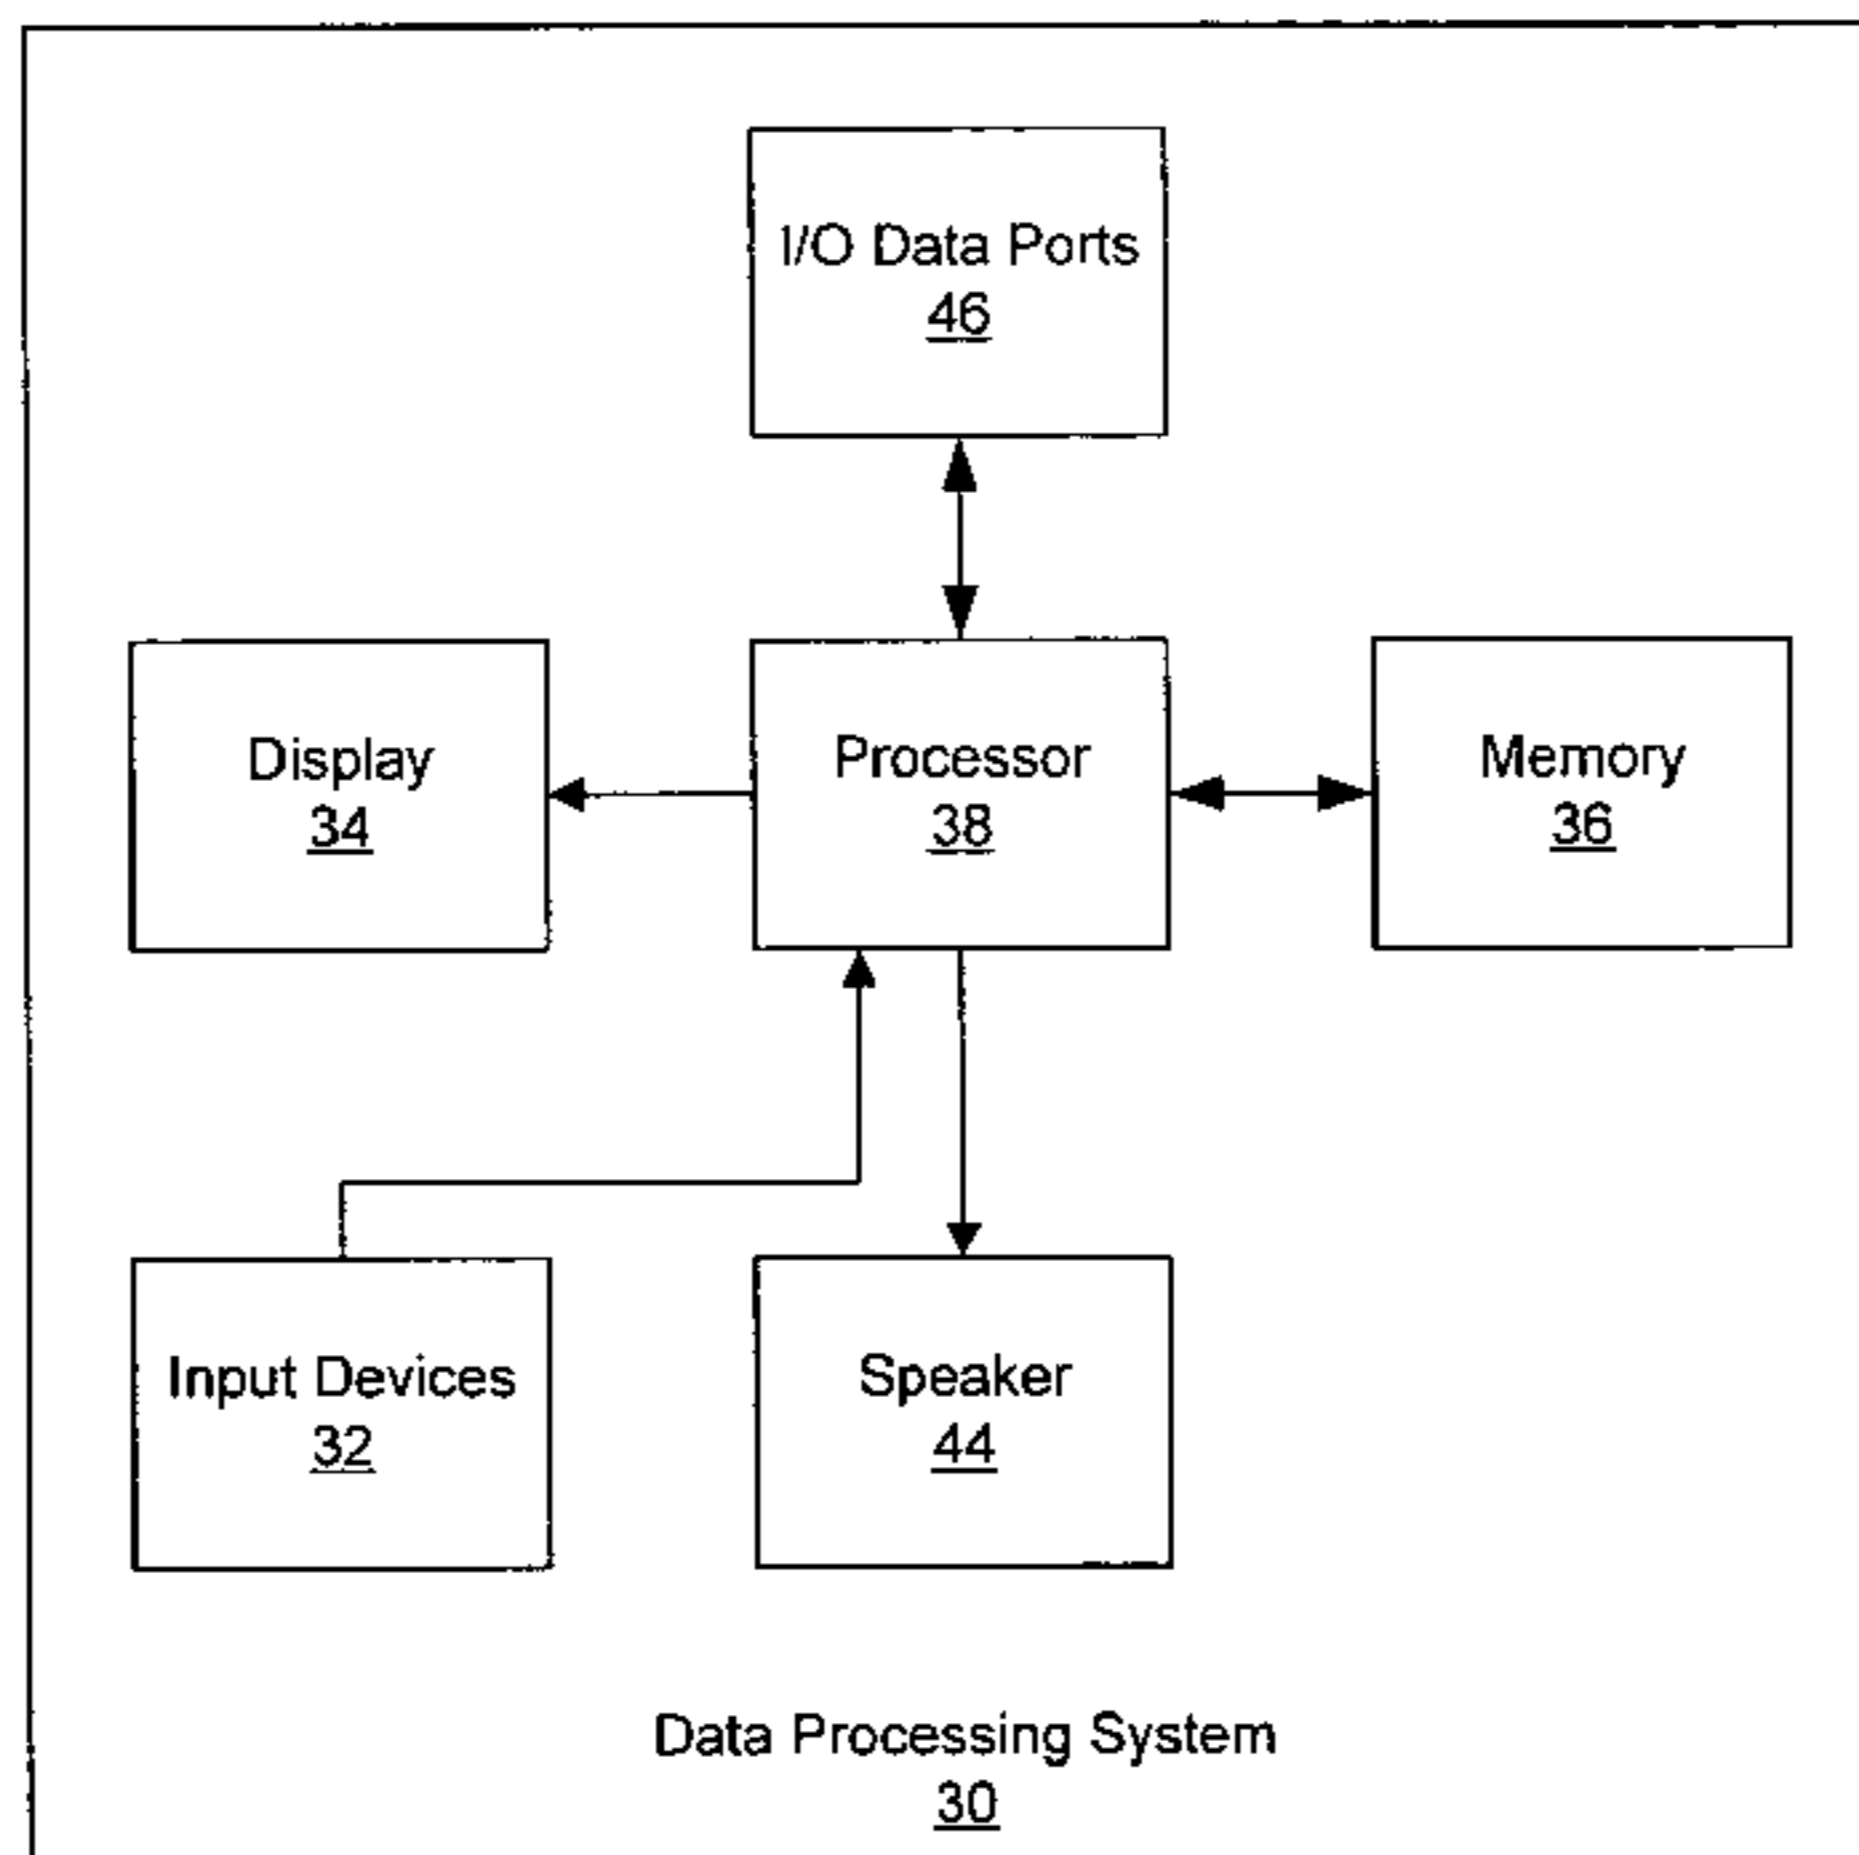 I/O Data Ports
46
Display
34
Processor
38
Memory
36
Input Devices
32
Speaker
44
Data Processing System
30